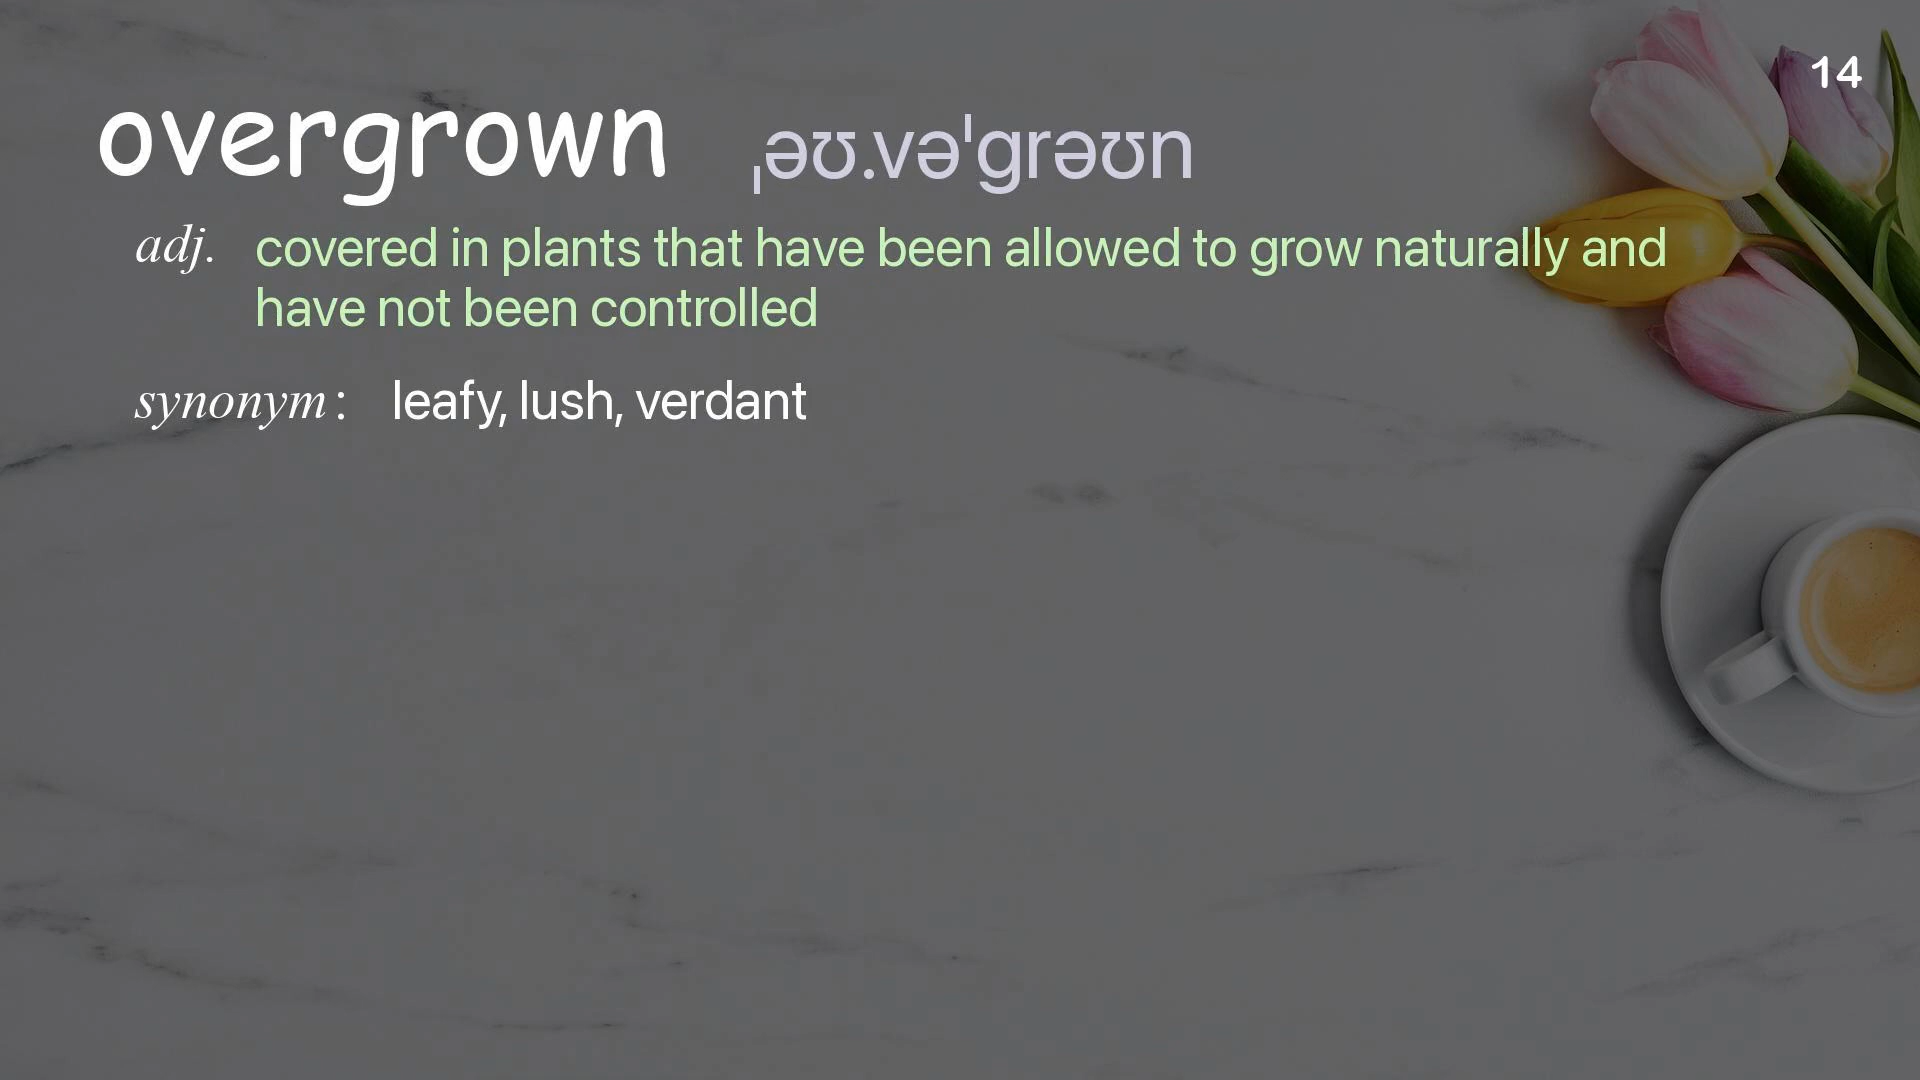 14
overgrown ˌəʊ.vəˈɡrəʊn
adj. covered in plants that have been allowed to grow naturally and
have not been controlled
synonym: leafy, lush, verdant